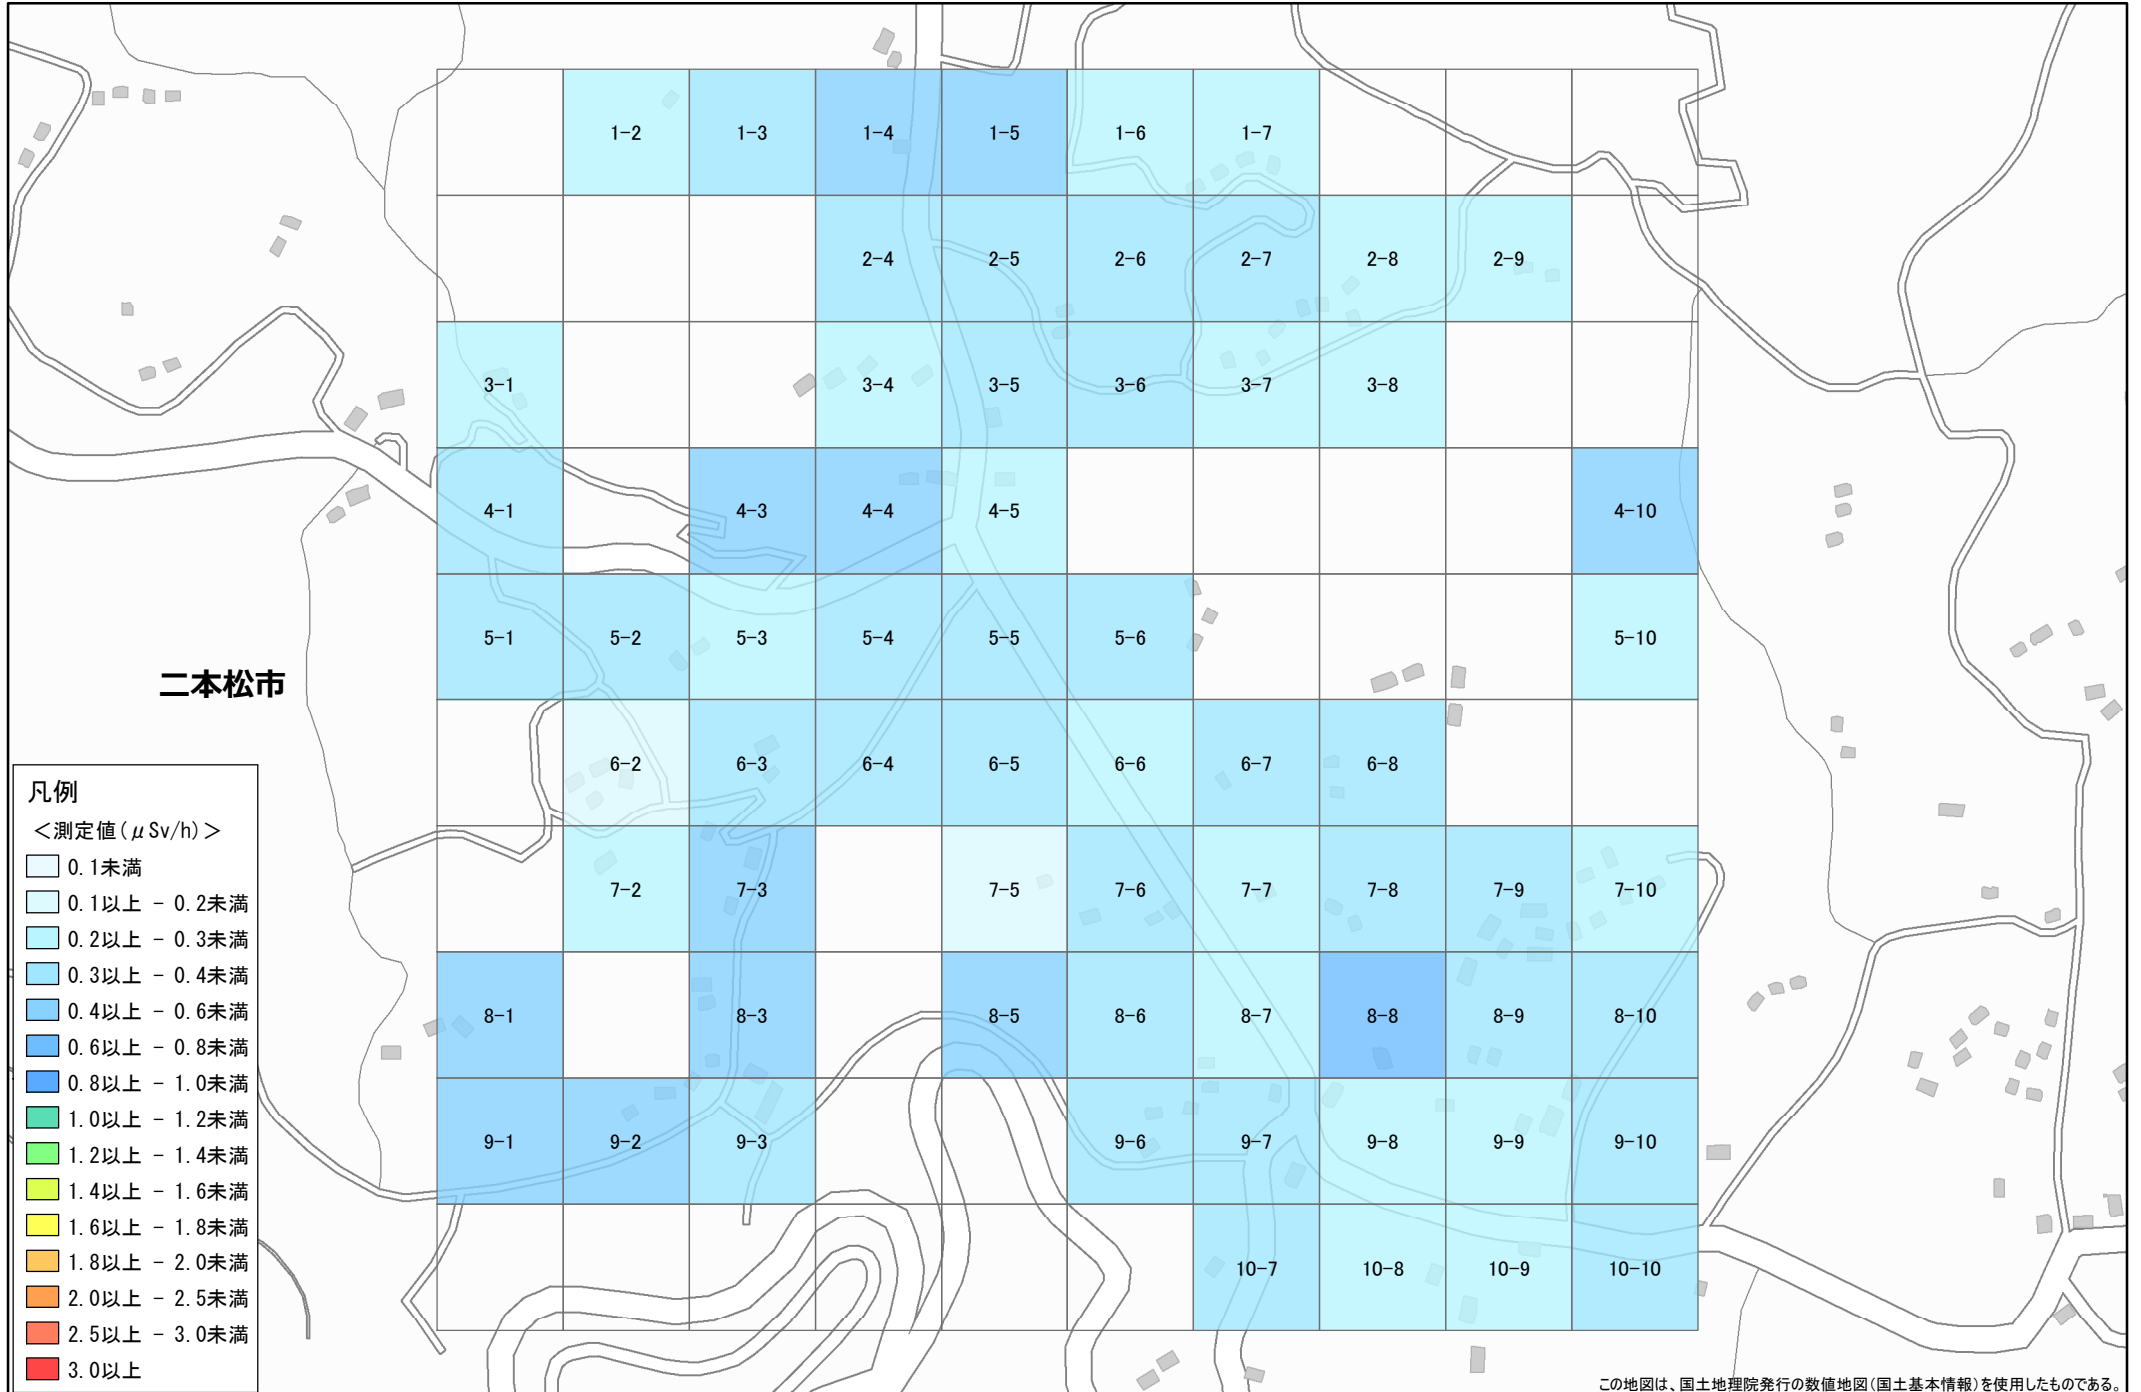 1-2 1-3 1-4 1-5 1-6 1-7
2-4 2-5 2-6 2-7 2-8 2-9
3-1 3-4 3-5 3-6 3-7 3-8
4-1 4-3 4-4 4-5 4-10
5-1 5-2 5-3 5-4 5-5 5-6 5-10
二本松市
6-2 6-3 6-4 6-5 6-6 6-7 6-8
7-2 7-3 7-5 7-6 7-7 7-8 7-9 7-10
8-1 8-3 8-5 8-6 8-7 8-8 8-9 8-10
9-1 9-2 9-3 9-6 9-7 9-8 9-9 9-10
10-7 10-8 10-9 10-10
凡例
＜測定値(μSv/h)＞
0.1未満
0.1以上 - 0.2未満
0.2以上 - 0.3未満
0.3以上 - 0.4未満
0.4以上 - 0.6未満
0.6以上 - 0.8未満
0.8以上 - 1.0未満
1.0以上 - 1.2未満
1.2以上 - 1.4未満
1.4以上 - 1.6未満
1.6以上 - 1.8未満
1.8以上 - 2.0未満
2.0以上 - 2.5未満
2.5以上 - 3.0未満
3.0以上
この地図は、国土地理院発行の数値地図(国土基本情報)を使用したものである。